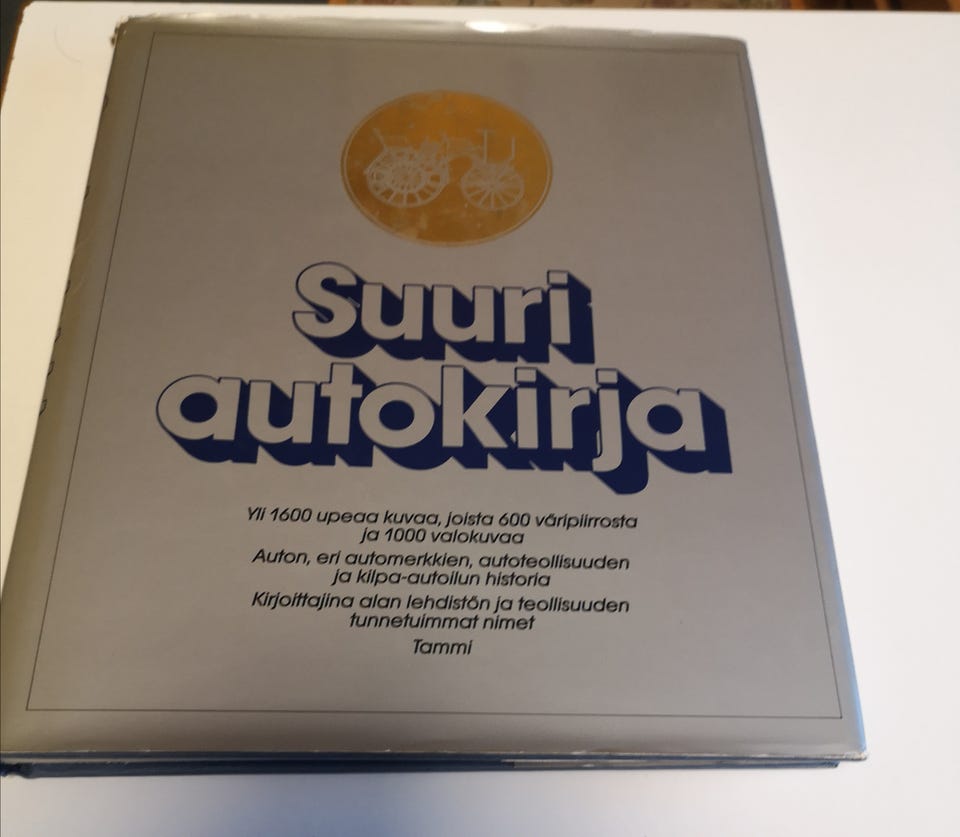 Suuri
autokirja
Yli 1600 upeaa kuvaa, joista 600 väripiirrosta
ja 1000 valokuvaa
Auton, eri automerkkien, autoteollisuuden
ja kilpa-autoilun historia
Kirjoittajina alan lehdistön ja teollisuuden
tunnetuimmat nimet
Tammi